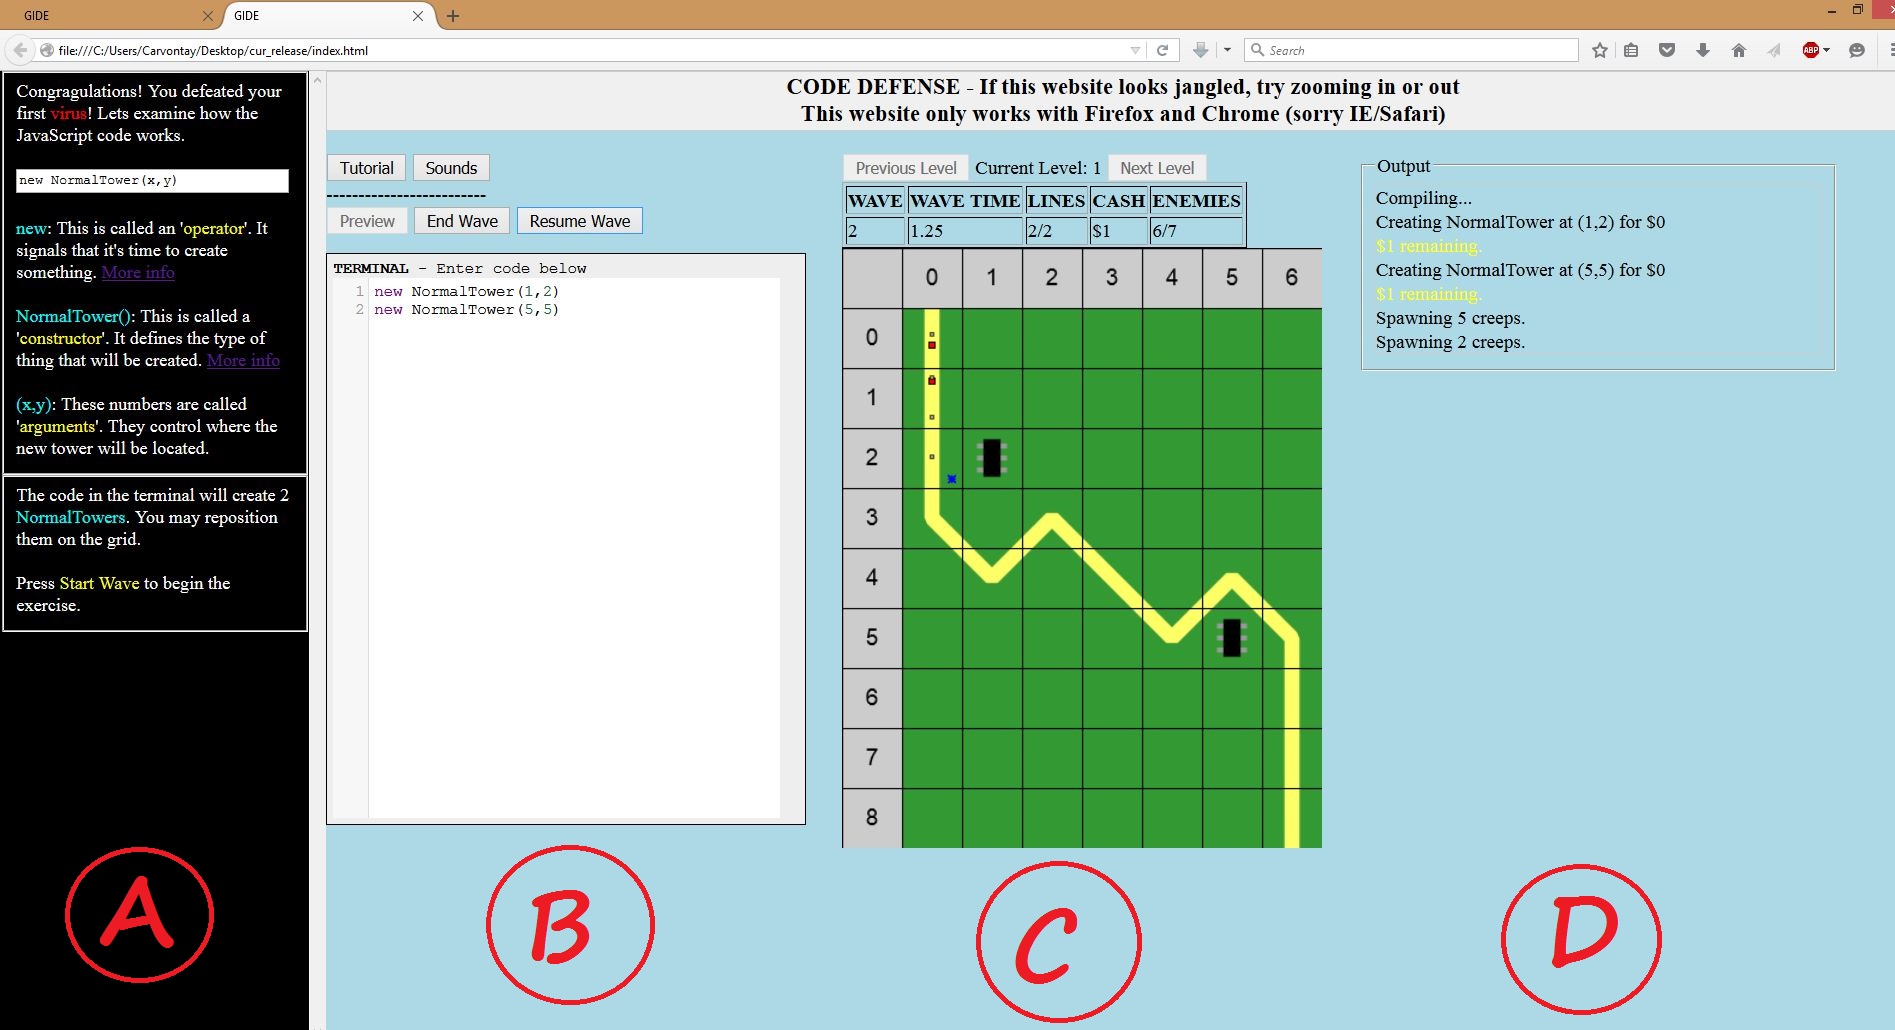 GIDE
GIDE
file:///C:/Users/Carvontay/Desktop/cur_release/index.html
Search
ABP
Congragulations! You defeated your
first virus! Lets examine how the
JavaScript code works.
new NormalTower(x,y)
new: This is called an 'operator'. It
signals that it's time to create
something. More info
NormalTower(): This is called a
'constructor'. It defines the type of
thing that will be created. More info
(x,y): These numbers are called
'arguments'. They control where the
new tower will be located.
The code in the terminal will create 2
NormalTowers. You may reposition
them on the grid.
Press Start Wave to begin the
exercise.
A
CODE DEFENSE - If this website looks jangled, try zooming in or out
This website only works with Firefox and Chrome (sorry IE/Safari)
Tutorial Sounds
-------------------------
Preview End Wave Resume Wave
TERMINAL - Enter code below
1 new NormalTower(1,2)
2 new NormalTower(5,5)
B
Previous Level Current Level: 1 Next Level
WAVE WAVE TIME LINES CASH ENEMIES
2 1.25 2/2 $1 6/7
0 1 2 3 4 5 6
0
1
2
3
4
5
6
7
8
C
Output
Compiling...
Creating NormalTower at (1,2) for $0
$1 remaining.
Creating NormalTower at (5,5) for $0
$1 remaining.
Spawning 5 creeps.
Spawning 2 creeps.
D